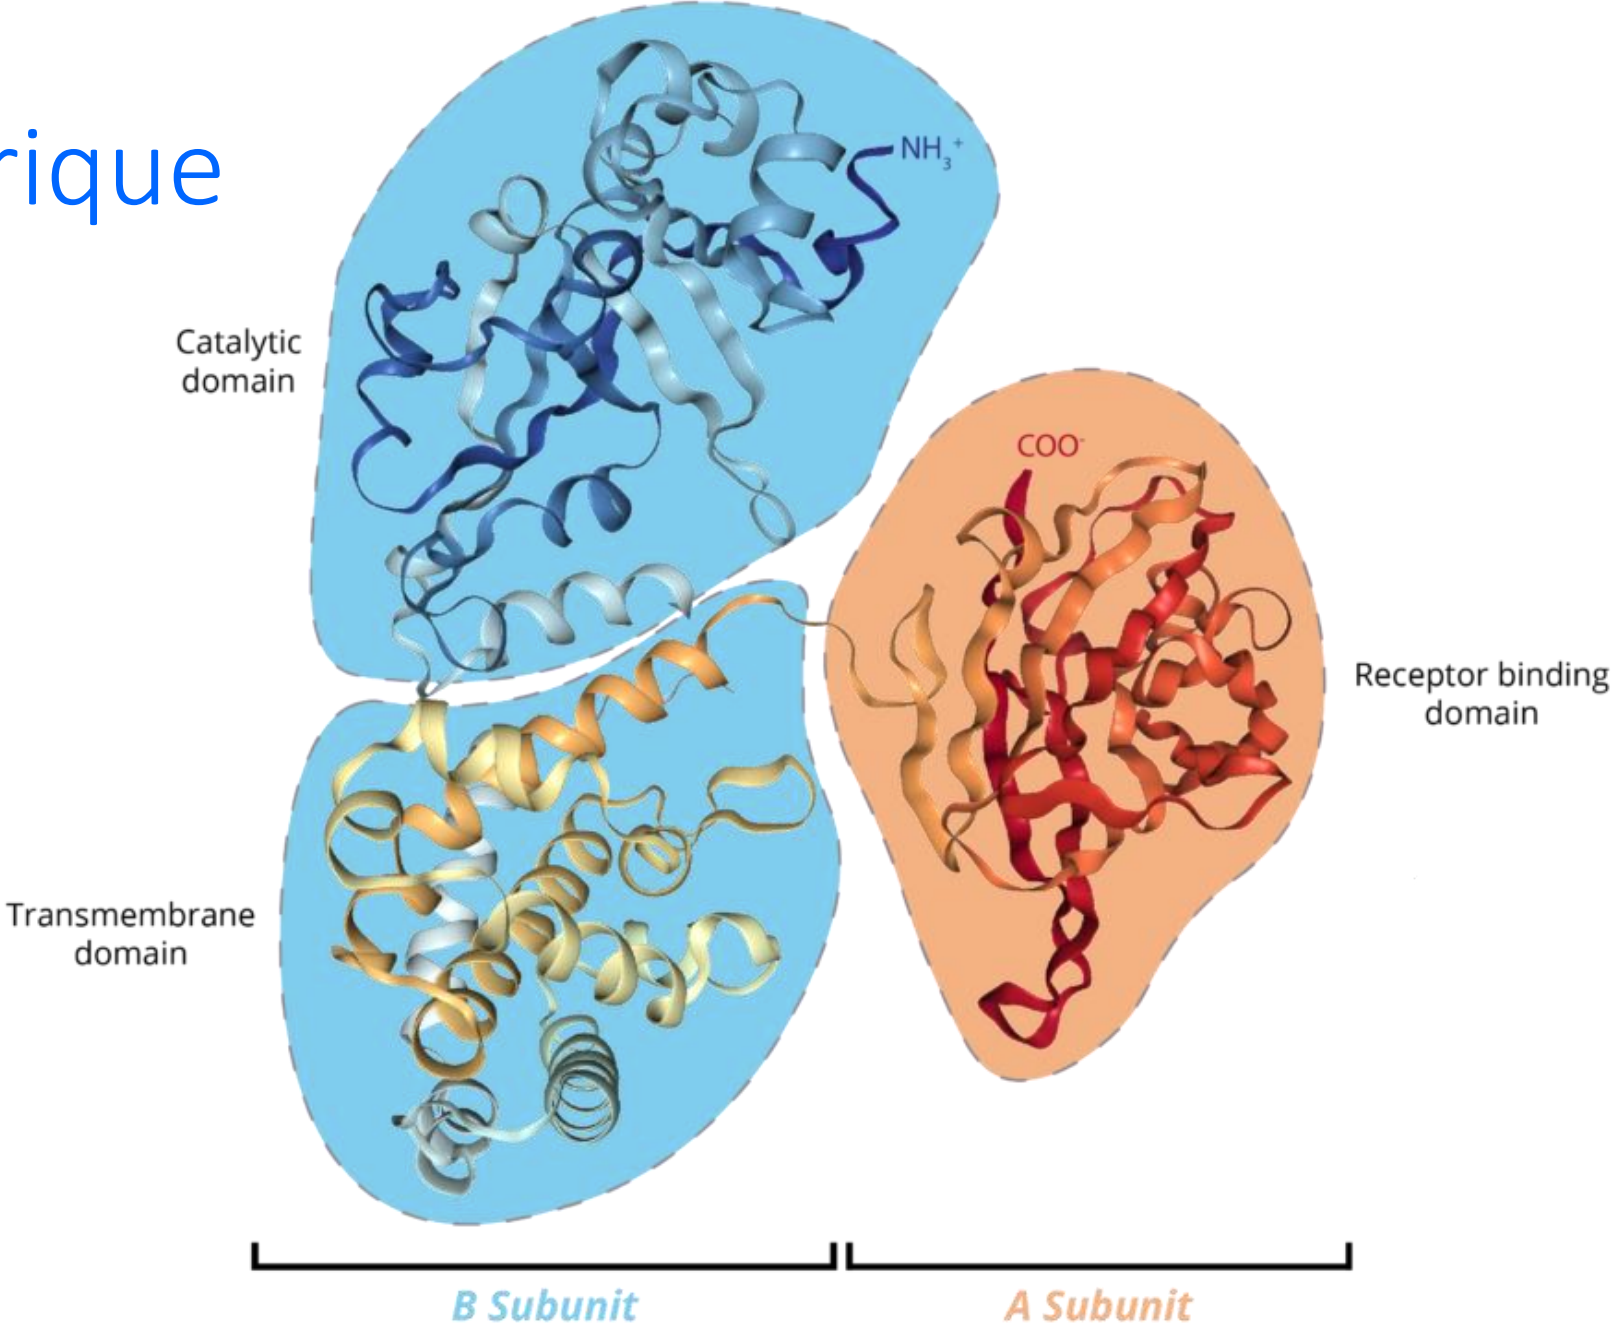 rique
NH₃⁺
Catalytic
domain
COO⁻
Receptor binding
domain
Transmembrane
domain
B Subunit
A Subunit